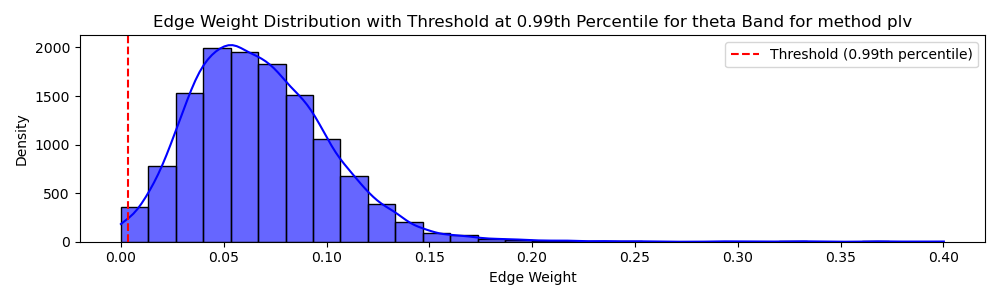 Edge Weight Distribution with Threshold at 0.99th Percentile for theta Band for method plv
Threshold (0.99th percentile)
Density
2000
1500
1000
500
0
0.00 0.05 0.10 0.15 0.20 0.25 0.30 0.35 0.40
Edge Weight